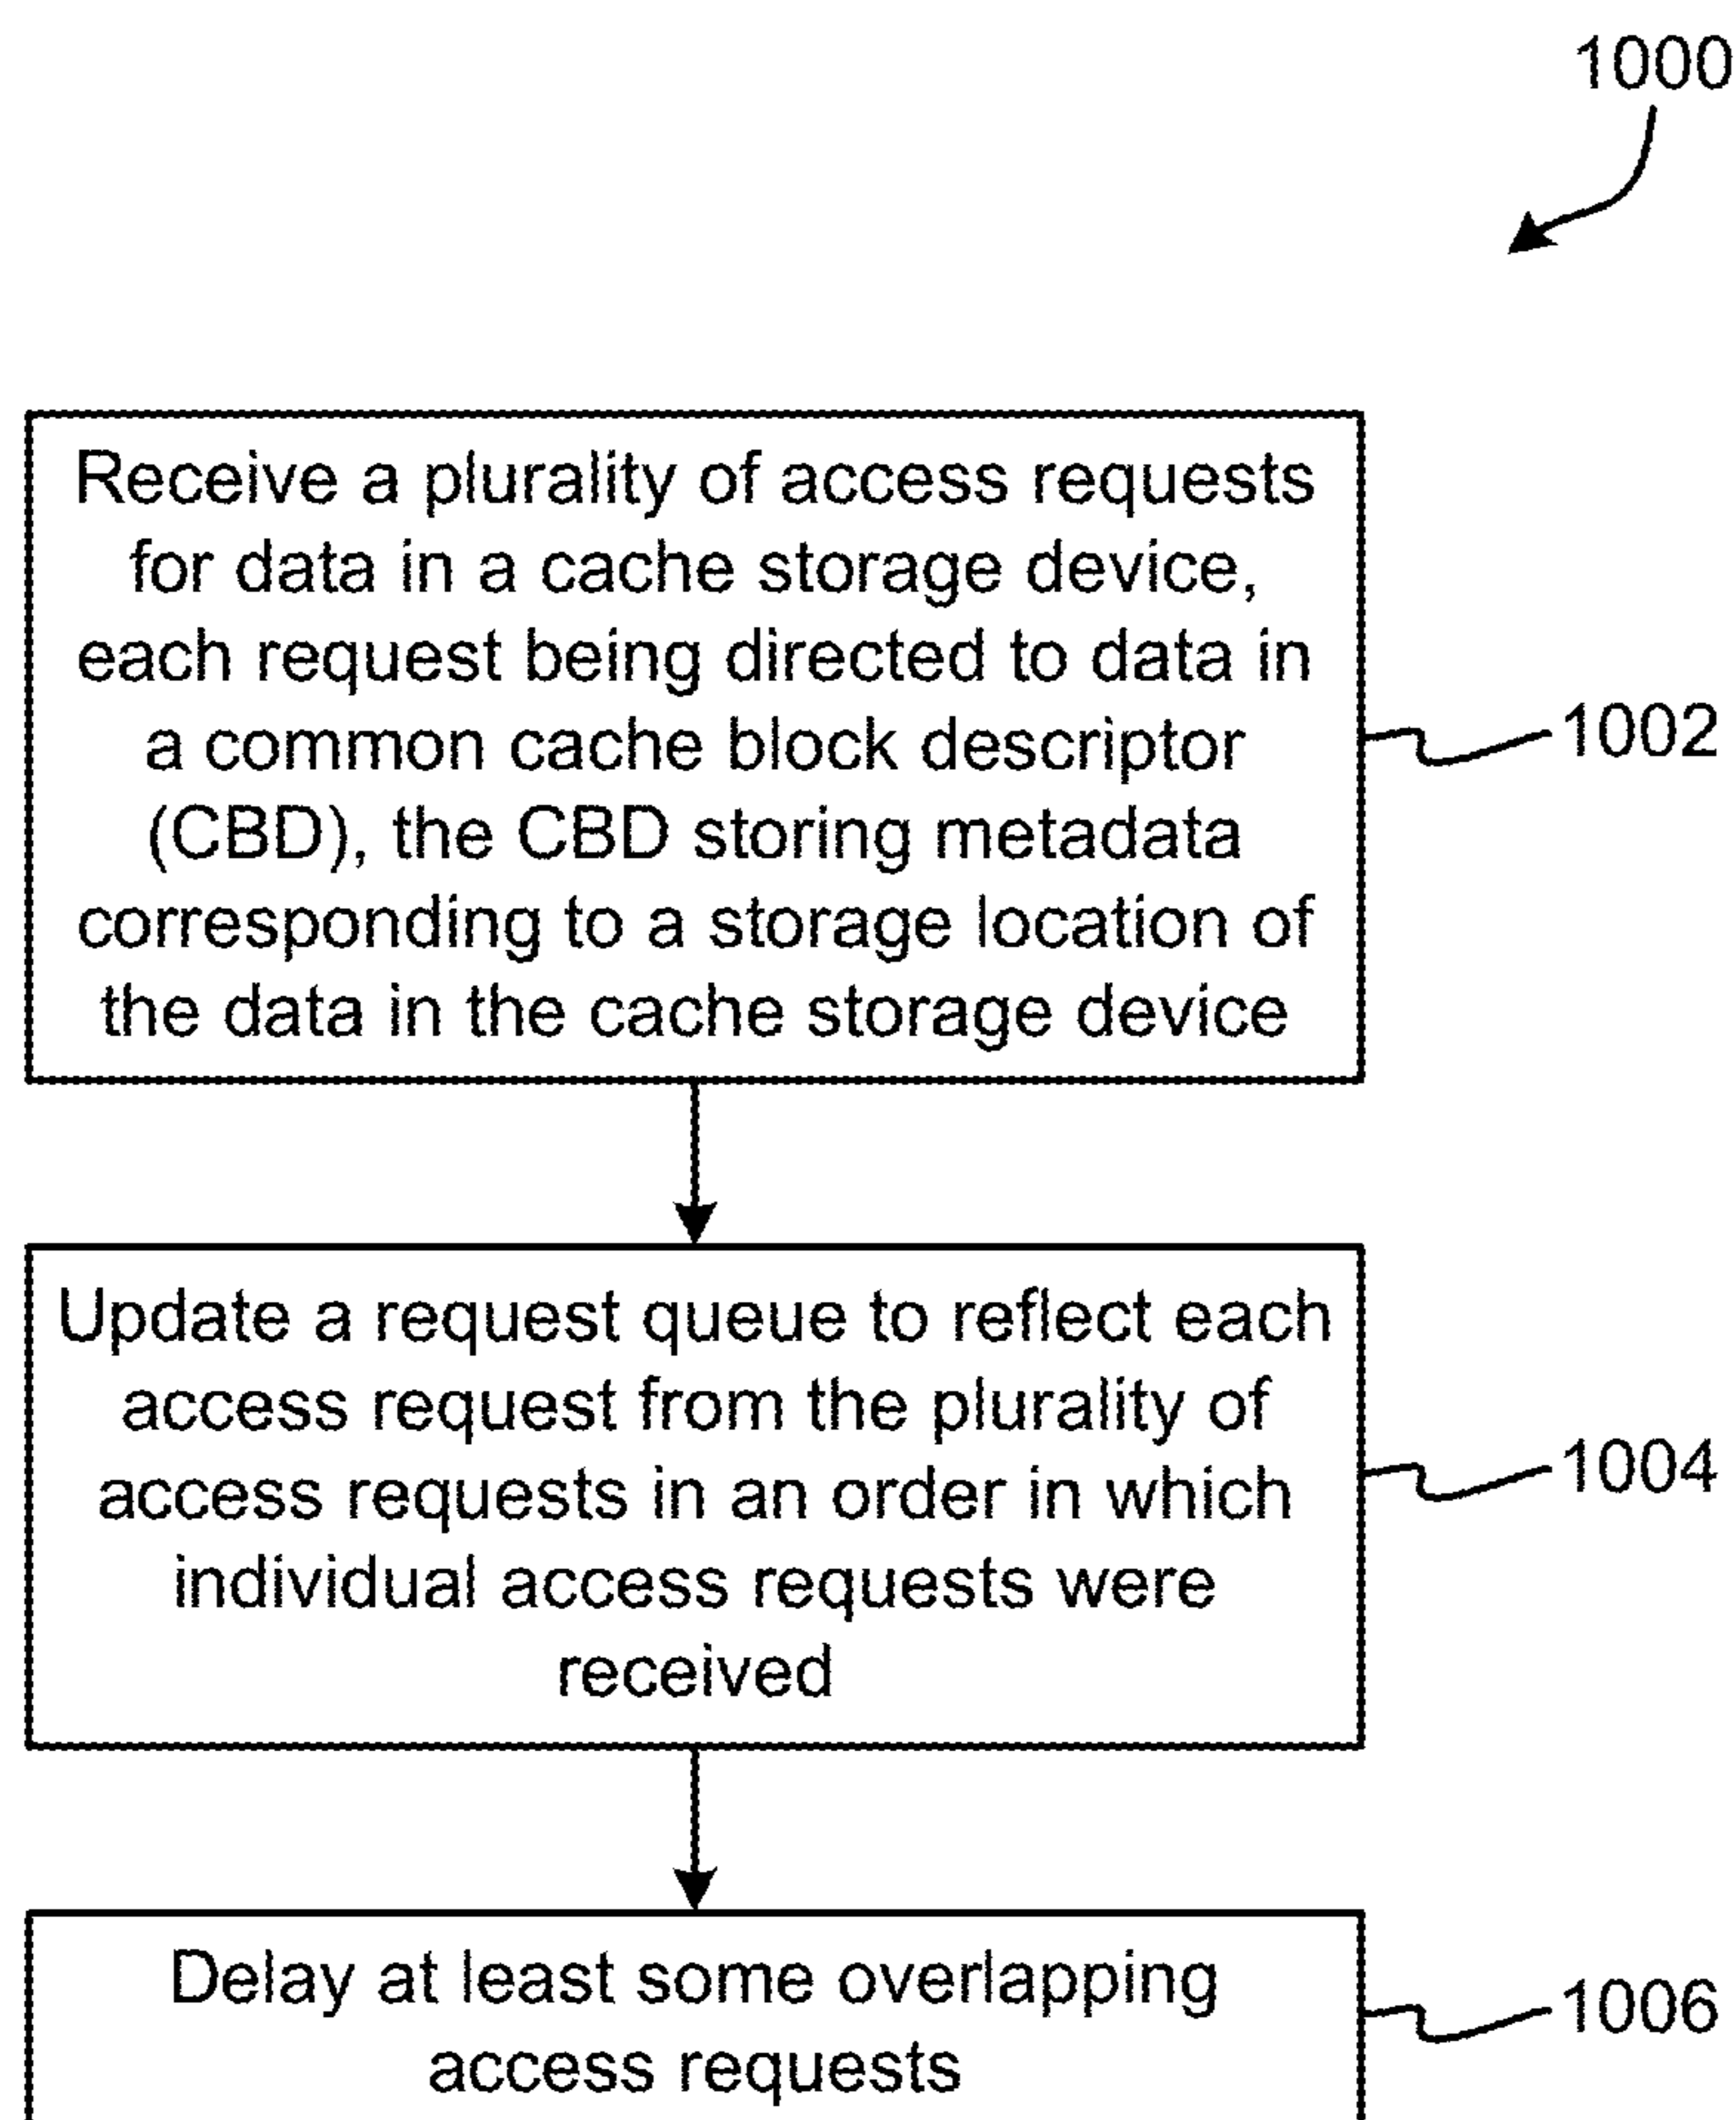 1000
Receive a plurality of access requests
for data in a cache storage device,
each request being directed to data in
a common cache block descriptor
(CBD), the CBD storing metadata
corresponding to a storage location of
the data in the cache storage device
1002
Update a request queue to reflect each
access request from the plurality of
access requests in an order in which
individual access requests were
received
1004
Delay at least some overlapping
access requests
1006